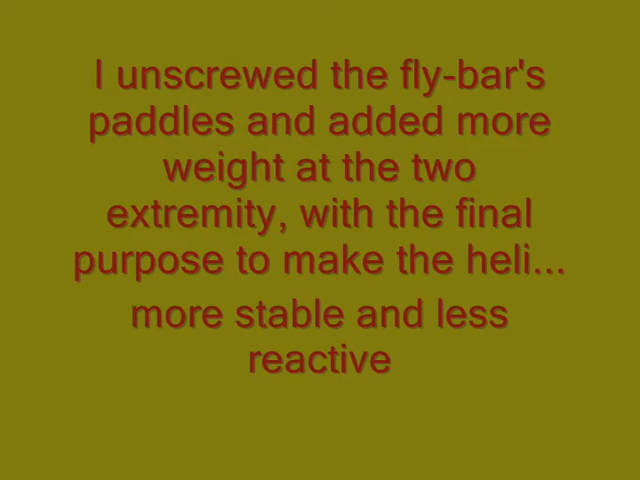 I unscrewed the fly-bar's
paddles and added more
weight at the two
extremity, with the final
purpose to make the heli...
more stable and less
reactive